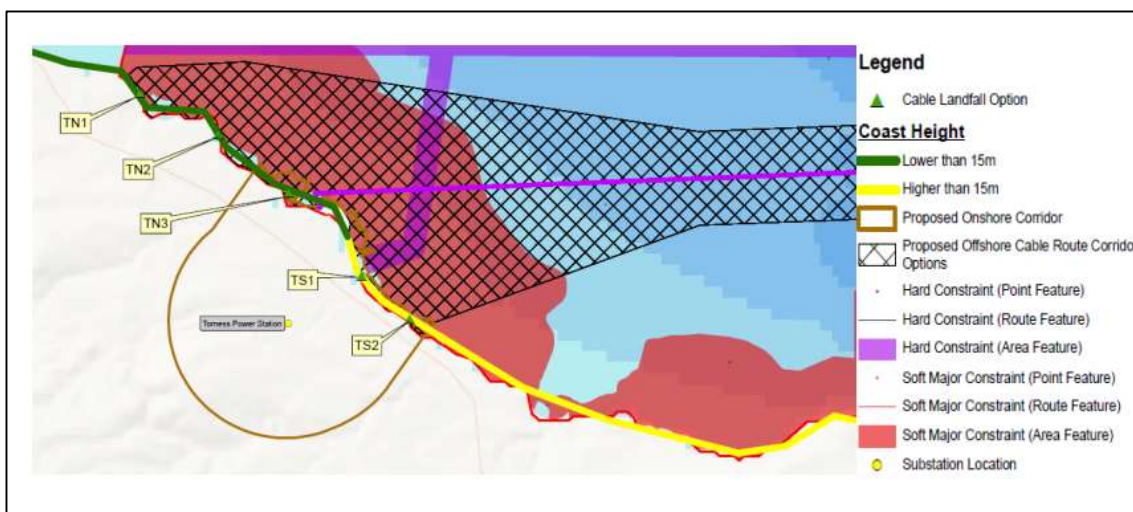 TN1
TN2
TN3
TS1
Torness Power Station
TS2
Legend
Cable Landfall Option
Coast Height
Lower than 15m
Higher than 15m
Proposed Onshore Corridor
Proposed Offshore Cable Route Corrido
Options
Hard Constraint (Point Feature)
Hard Constraint (Route Feature)
Hard Constraint (Area Feature)
Soft Major Constraint (Point Feature)
Soft Major Constraint (Route Feature)
Soft Major Constraint (Area Feature)
Substation Location